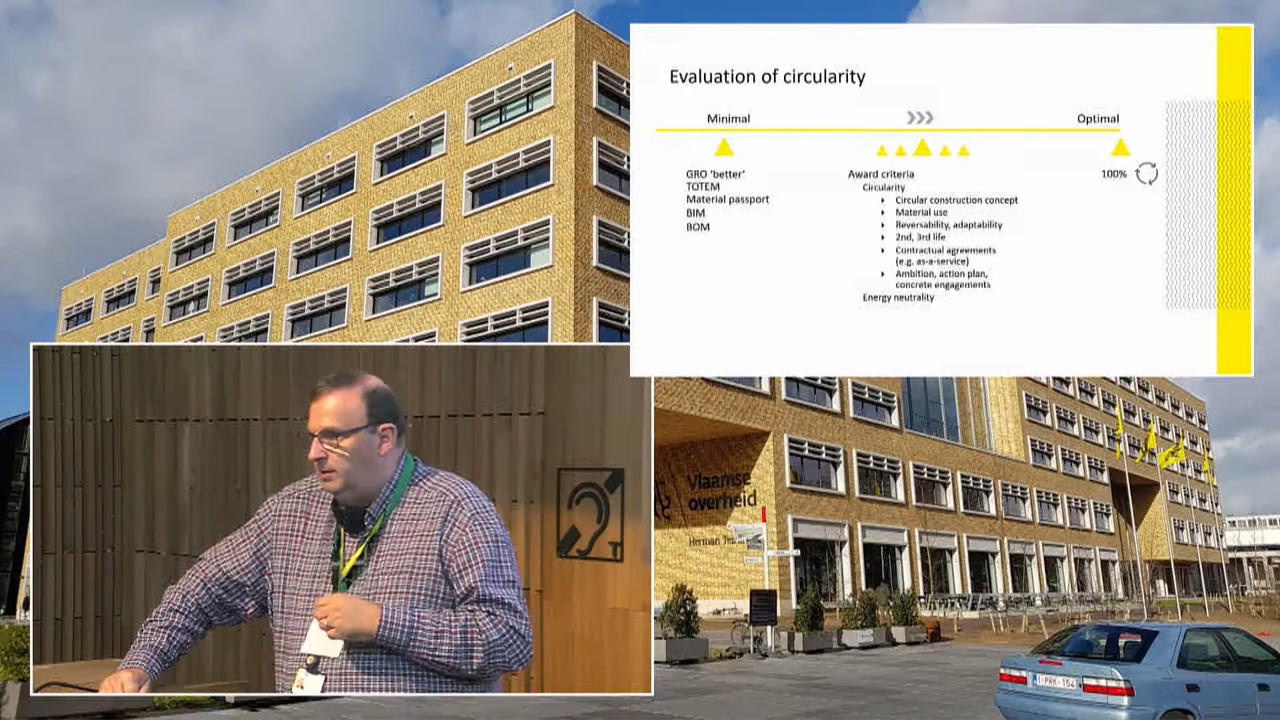 Evaluation of circularity
Minimal
Optimal
GRO 'better'
TOTEM
Material passport
BIM
BOM
Award criteria
Circularity
Circular construction concept
Material use
Reversability, adaptability
2nd, 3rd life
Contractual agreements
(e.g. as-a-service)
Ambition, action plan,
concrete engagements
Energy neutrality
100%
T
Vlaamse
overheid
Herman
1-PRK-154